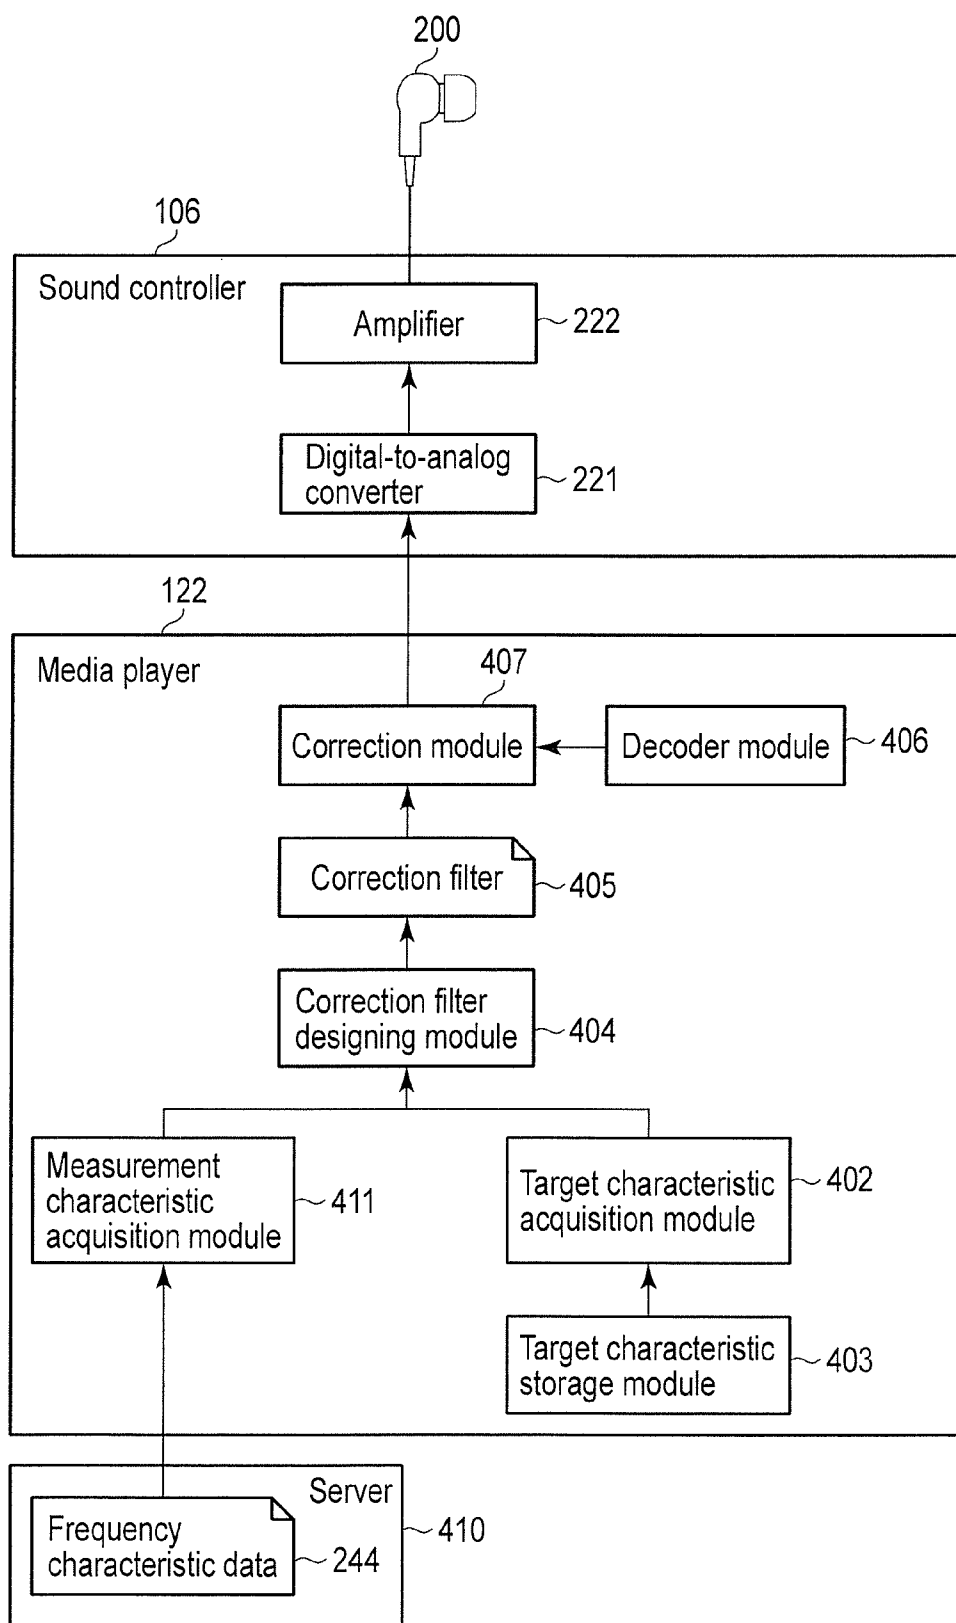 200
106
Sound controller
Amplifier
222
Digital-to-analog
converter
221
122
Media player
407
Correction module
Decoder module
406
Correction filter
405
Correction filter
designing module
404
Measurement
characteristic
acquisition module
411
Target characteristic
acquisition module
402
Target characteristic
storage module
403
Server
410
Frequency
characteristic data
244